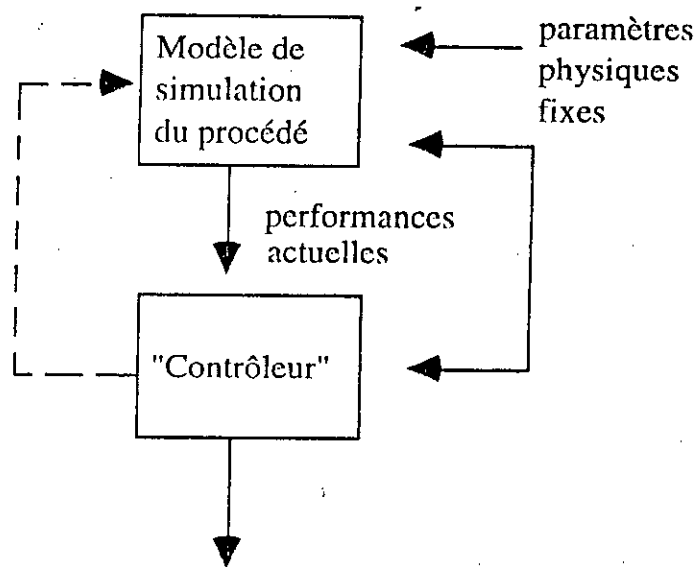 Modèle de
simulation
du procédé
paramètres
physiques
fixes
performances
actuelles
"Contrôleur"